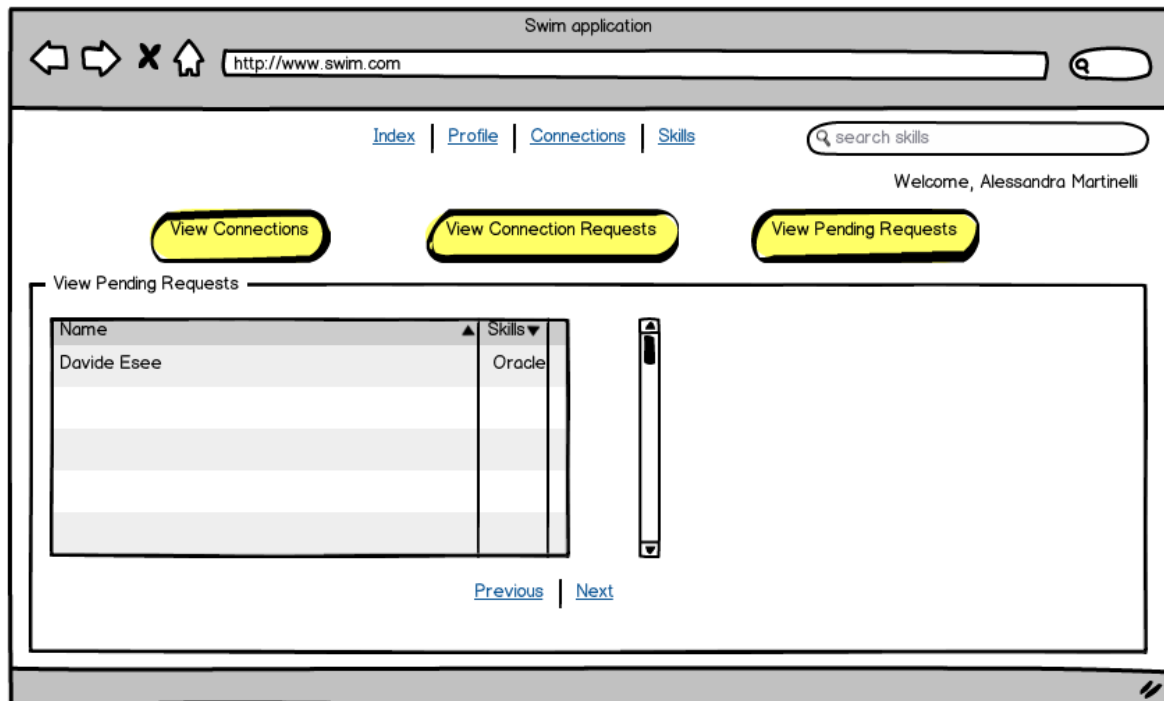 Swim application
http://www.swim.com
Index | Profile | Connections | Skills
search skills
Welcome, Alessandra Martinelli
View Connections
View Connection Requests
View Pending Requests
View Pending Requests
Name Skills
Davide Esee Oracle
Previous | Next